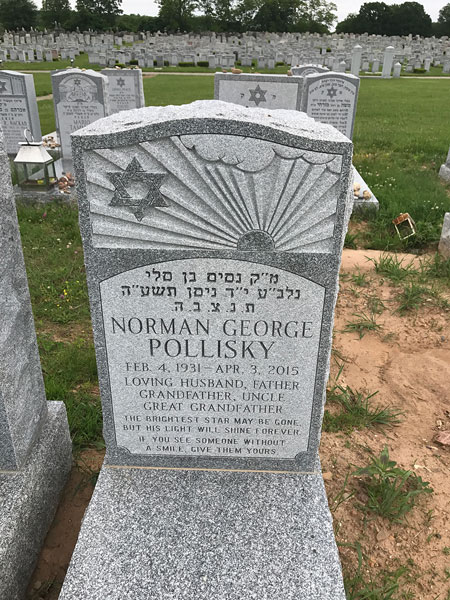 מ״ק נסים בן סלי
נלב״ע י״ד ניסן תשע״ה
ת נ צ ב ה
NORMAN GEORGE
POLLISKY
FEB. 4, 1931 – APR. 3, 2015
LOVING HUSBAND, FATHER
GRANDFATHER, UNCLE
GREAT GRANDFATHER
THE BRIGHTEST STAR MAY BE GONE
BUT HIS LIGHT WILL SHINE FOREVER
IF YOU SEE SOMEONE WITHOUT
A SMILE, GIVE THEM YOURS